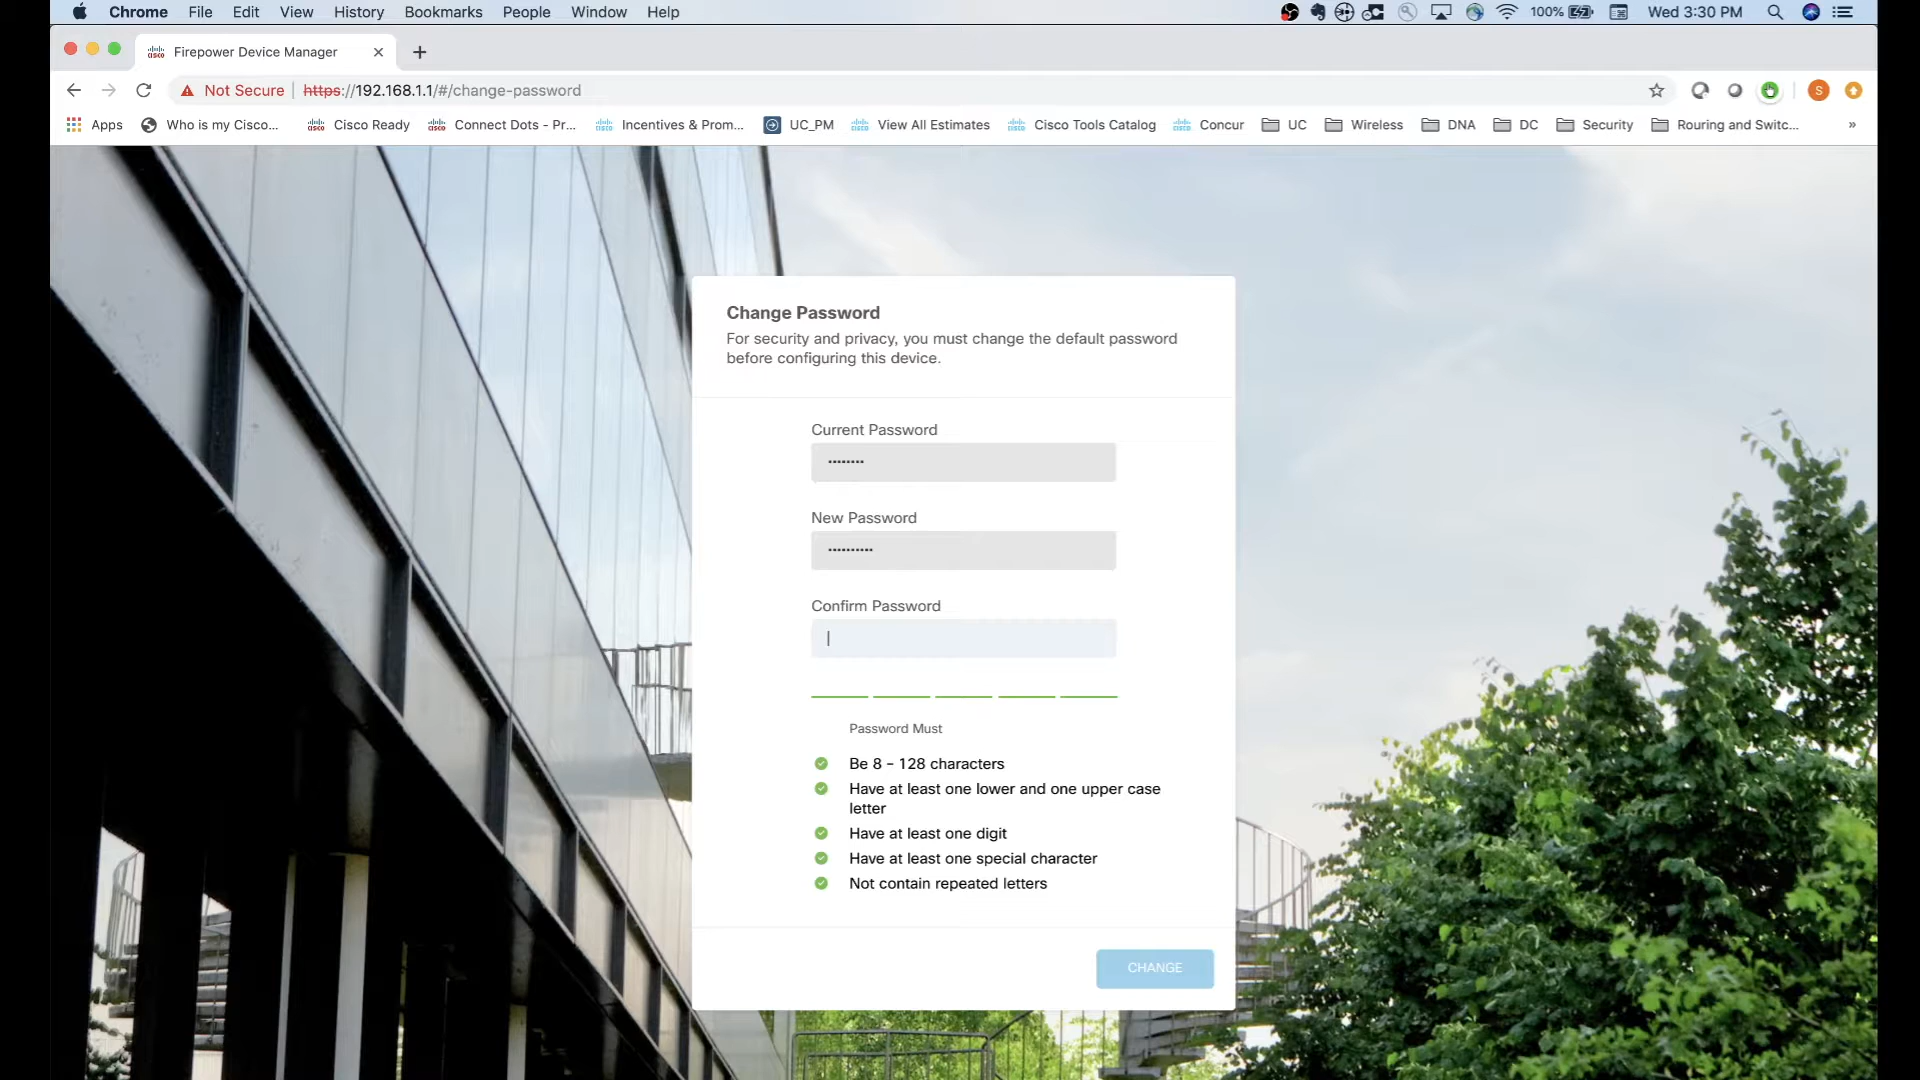 Chrome File Edit View History Bookmarks People Window Help 100% Wed 3:30 PM
cisco Firepower Device Manager
Not Secure https://192.168.1.1/#/change-password S
Apps Who is my Cisco... Cisco Ready Connect Dots - Pr... Incentives & Prom... UC_PM View All Estimates Cisco Tools Catalog Concur UC Wireless DNA DC Security Rouring and Switc... »
Change Password
For security and privacy, you must change the default password
before configuring this device.
Current Password
New Password
Confirm Password
Password Must
Be 8 – 128 characters
Have at least one lower and one upper case
letter
Have at least one digit
Have at least one special character
Not contain repeated letters
CHANGE